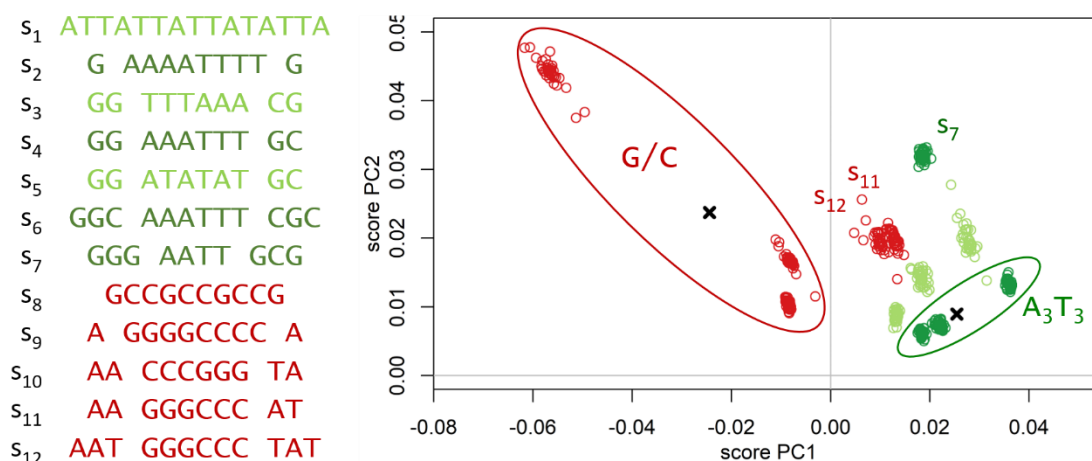 s1 ATTATTATTATATTA
s2 G AAAATTTT G
s3 GG TTTAAA CG
s4 GG AAATTT GC
s5 GG ATATAT GC
s6 GGC AAATTT CGC
s7 GGG AATT GCG
s8 GCCGCCGCCG
s9 A GGGGCCCC A
s10 AA CCCGGG TA
s11 AA GGGCCC AT
s12 AAT GGGCCC TAT
score PC2
0.05
0.04
0.03
0.02
0.01
0.00
G/C
s7
s11
s12
A3T3
-0.08 -0.06 -0.04 -0.02 0.00 0.02 0.04
score PC1